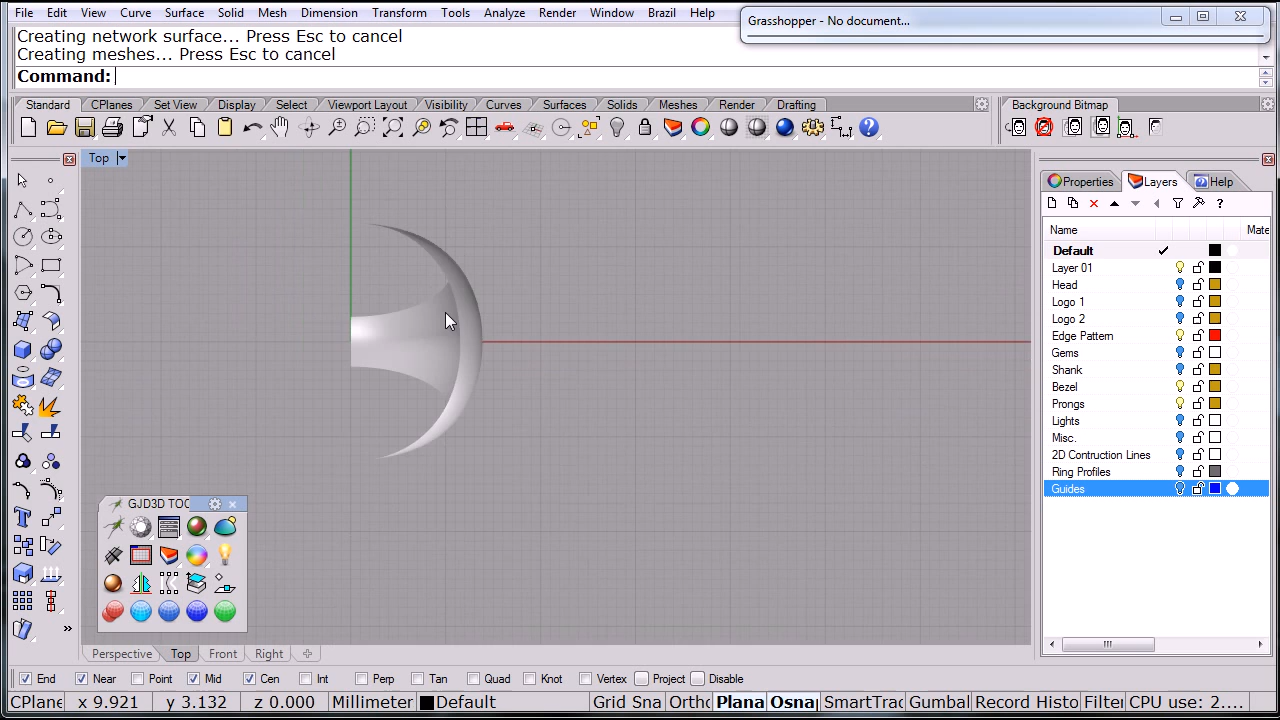 File Edit View Curve Surface Solid Mesh Dimension Transform Tools Analyze Render Window Brazil Help
Grasshopper - No document...
Creating network surface... Press Esc to cancel
Creating meshes... Press Esc to cancel
Command:
Standard CPlanes Set View Display Select Viewport Layout Visibility Curves Surfaces Solids Meshes Render Drafting
Background Bitmap
Top
Properties Layers Help
Name Mate
Default
Layer 01
Head
Logo 1
Logo 2
Edge Pattern
Gems
Shank
Bezel
Prongs
Lights
Misc.
2D Contruction Lines
Ring Profiles
Guides
GJD3D TOO
Perspective Top Front Right
End Near Point Mid Cen Int Perp Tan Quad Knot Vertex Project Disable
CPlane x 9.921 y 3.132 z 0.000 Millimeter Default Grid Sna Ortho Plana Osnap SmartTrac Gumbal Record Histo Filter CPU use: 2....